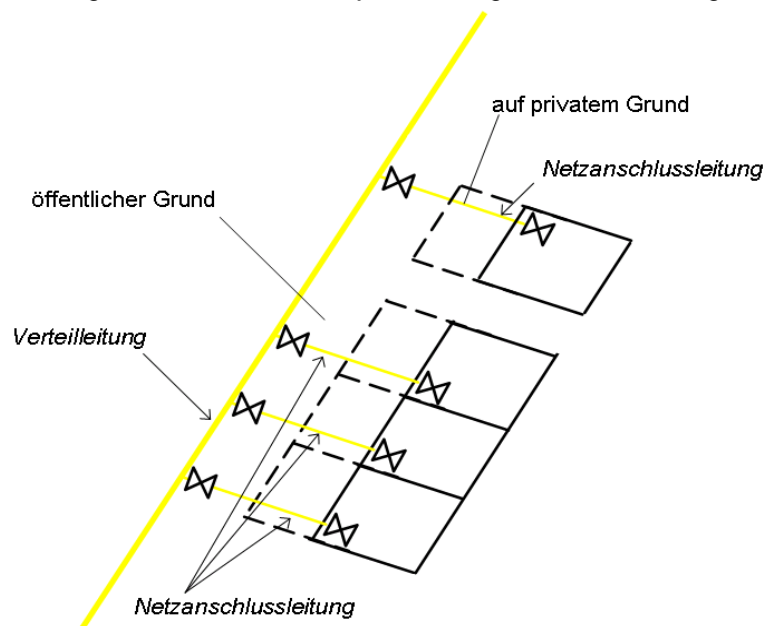 auf privatem Grund
Netzanschlussleitung
öffentlicher Grund
Verteilleitung
Netzanschlussleitung